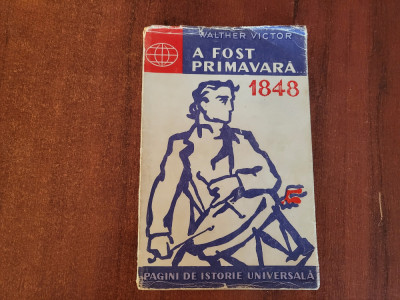 WALTHER VICTOR
A FOST
PRIMAVARĂ
1848
PAGINI DE ISTORIE UNIVERSALĂ